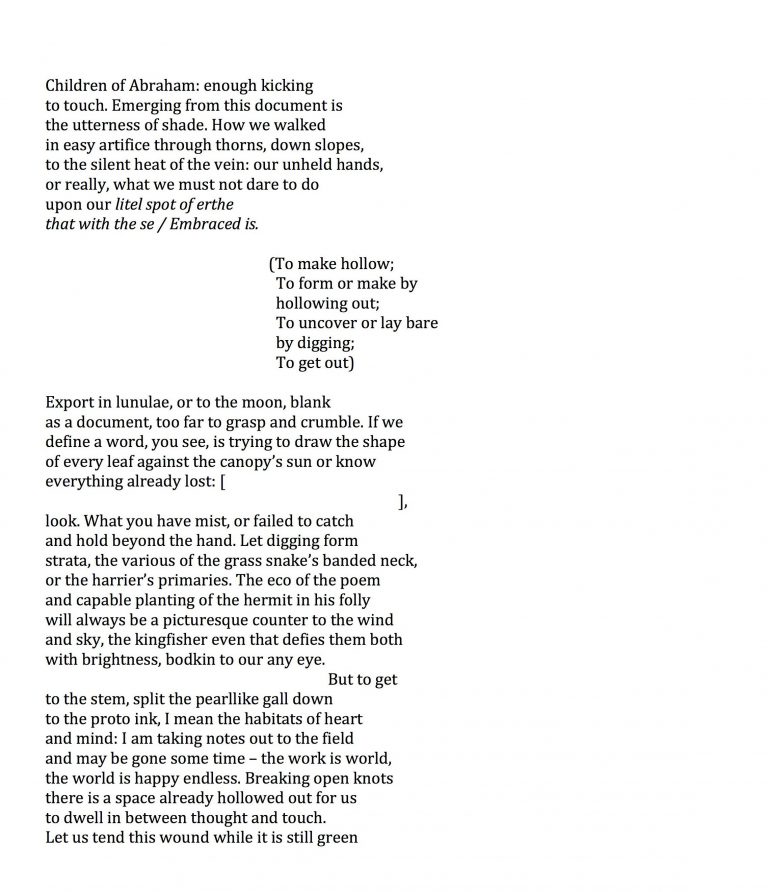 Children of Abraham: enough kicking
to touch. Emerging from this document is
the utterness of shade. How we walked
in easy artifice through thorns, down slopes,
to the silent heat of the vein: our unheld hands,
or really, what we must not dare to do
upon our litel spot of erthe
that with the se / Embraced is.
(To make hollow;
To form or make by
hollowing out;
To uncover or lay bare
by digging;
To get out)
Export in lunulae, or to the moon, blank
as a document, too far to grasp and crumble. If we
define a word, you see, is trying to draw the shape
of every leaf against the canopy's sun or know
everything already lost: [
],
look. What you have mist, or failed to catch
and hold beyond the hand. Let digging form
strata, the various of the grass snake's banded neck,
or the harrier's primaries. The eco of the poem
and capable planting of the hermit in his folly
will always be a picturesque counter to the wind
and sky, the kingfisher even that defies them both
with brightness, bodkin to our any eye.
But to get
to the stem, split the pearllike gall down
to the proto ink, I mean the habitats of heart
and mind: I am taking notes out to the field
and may be gone some time – the work is world,
the world is happy endless. Breaking open knots
there is a space already hollowed out for us
to dwell in between thought and touch.
Let us tend this wound while it is still green